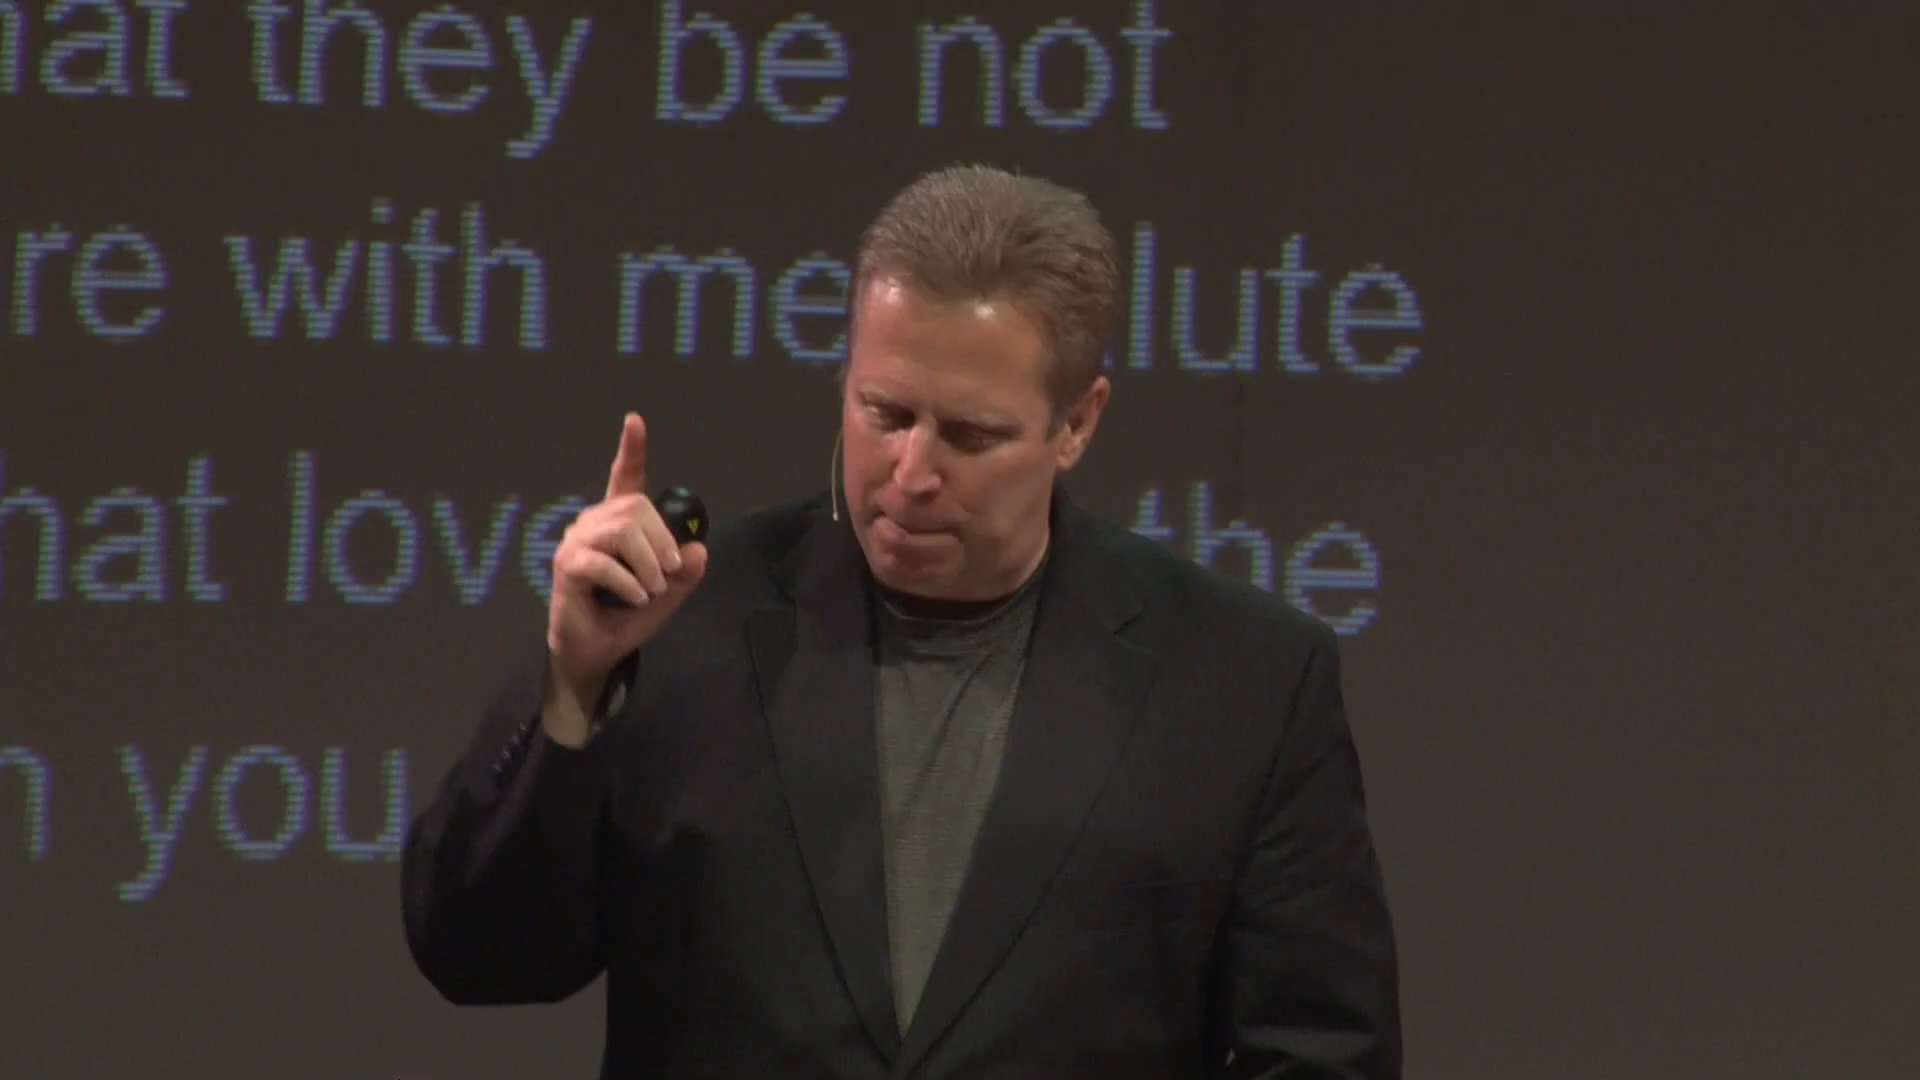 hat they be not
re with me lute
hat love the
you